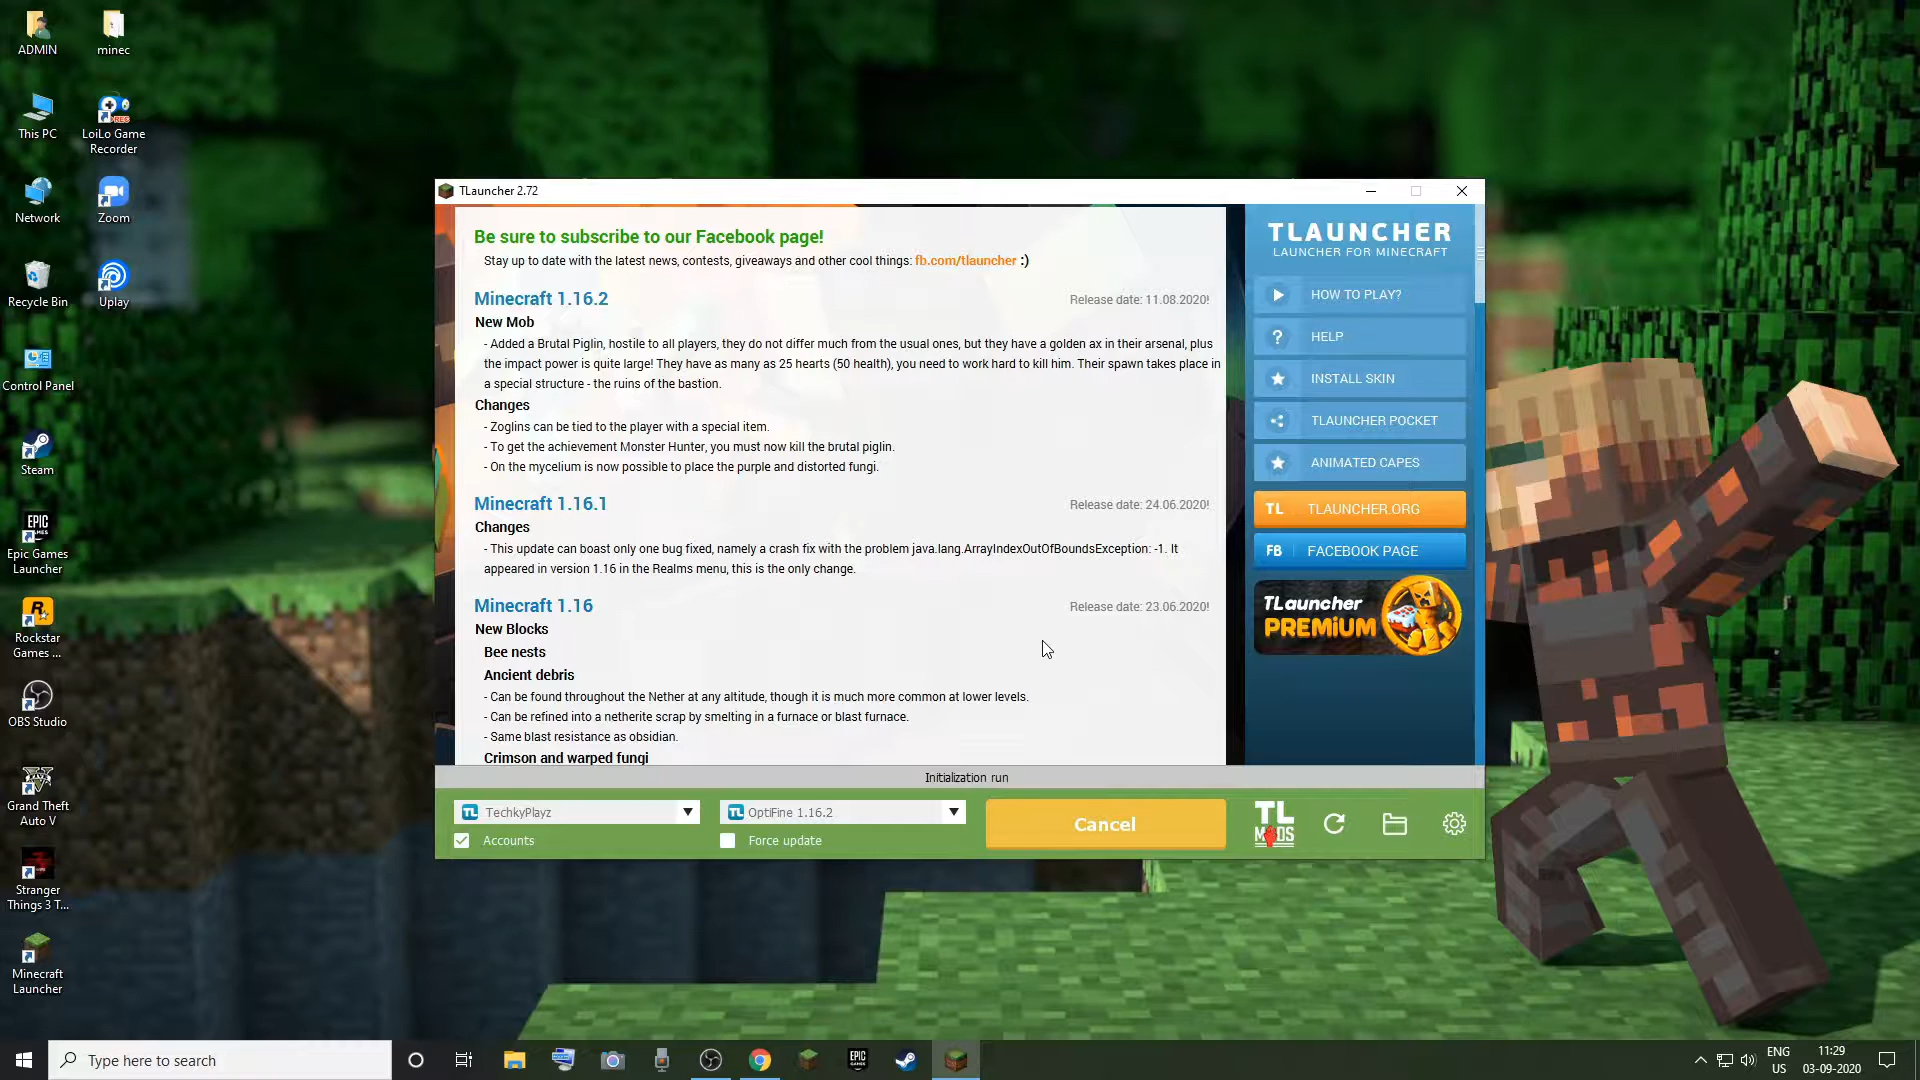 ADMIN
minec
This PC
LoiLo Game
Recorder
REC
Network
Zoom
Recycle Bin
Uplay
Control Panel
Steam
EPIC
GAMES
Epic Games
Launcher
Rockstar
Games ...
OBS Studio
Grand Theft
Auto V
Stranger
Things 3 T...
Minecraft
Launcher
TLauncher 2.72
Be sure to subscribe to our Facebook page!
Stay up to date with the latest news, contests, giveaways and other cool things: fb.com/tlauncher :)
Minecraft 1.16.2
Release date: 11.08.2020!
New Mob
- Added a Brutal Piglin, hostile to all players, they do not differ much from the usual ones, but they have a golden ax in their arsenal, plus
the impact power is quite large! They have as many as 25 hearts (50 health), you need to work hard to kill him. Their spawn takes place in
a special structure - the ruins of the bastion.
Changes
- Zoglins can be tied to the player with a special item.
- To get the achievement Monster Hunter, you must now kill the brutal piglin.
- On the mycelium is now possible to place the purple and distorted fungi.
Minecraft 1.16.1
Release date: 24.06.2020!
Changes
- This update can boast only one bug fixed, namely a crash fix with the problem java.lang.ArrayIndexOutOfBoundsException: -1. It
appeared in version 1.16 in the Realms menu, this is the only change.
Minecraft 1.16
Release date: 23.06.2020!
New Blocks
Bee nests
Ancient debris
- Can be found throughout the Nether at any altitude, though it is much more common at lower levels.
- Can be refined into a netherite scrap by smelting in a furnace or blast furnace.
- Same blast resistance as obsidian.
Crimson and warped fungi
TLAUNCHER
LAUNCHER FOR MINECRAFT
HOW TO PLAY?
? HELP
INSTALL SKIN
TLAUNCHER POCKET
ANIMATED CAPES
TL TLAUNCHER.ORG
FB FACEBOOK PAGE
TLauncher
PREMiUM
Initialization run
TL TechkyPlayz
TL OptiFine 1.16.2
Accounts
Force update
Cancel
TL
MODS
Type here to search
EPIC
GAMES
ENG
US
11:29
03-09-2020